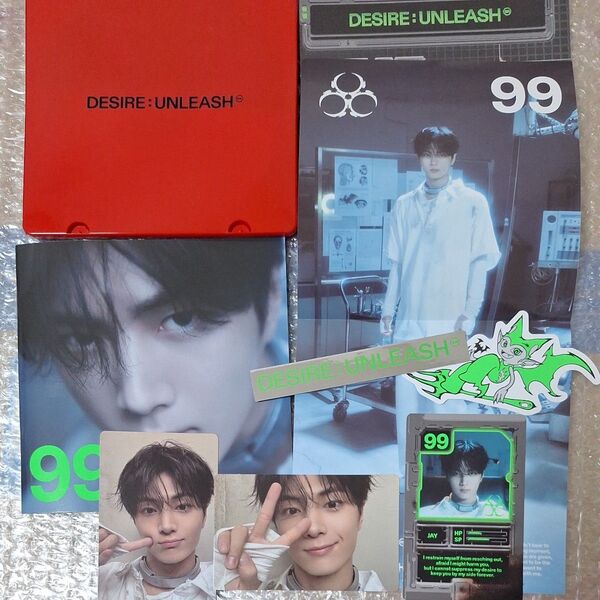 DESIRE : UNLEASH
DESIRE : UNLEASH
99
DESIRE : UNLEASH
99
99
JAY
HP
SP
I restrain myself from reaching out,
afraid I might harm you,
but I cannot suppress my desire to
keep you by my side forever.